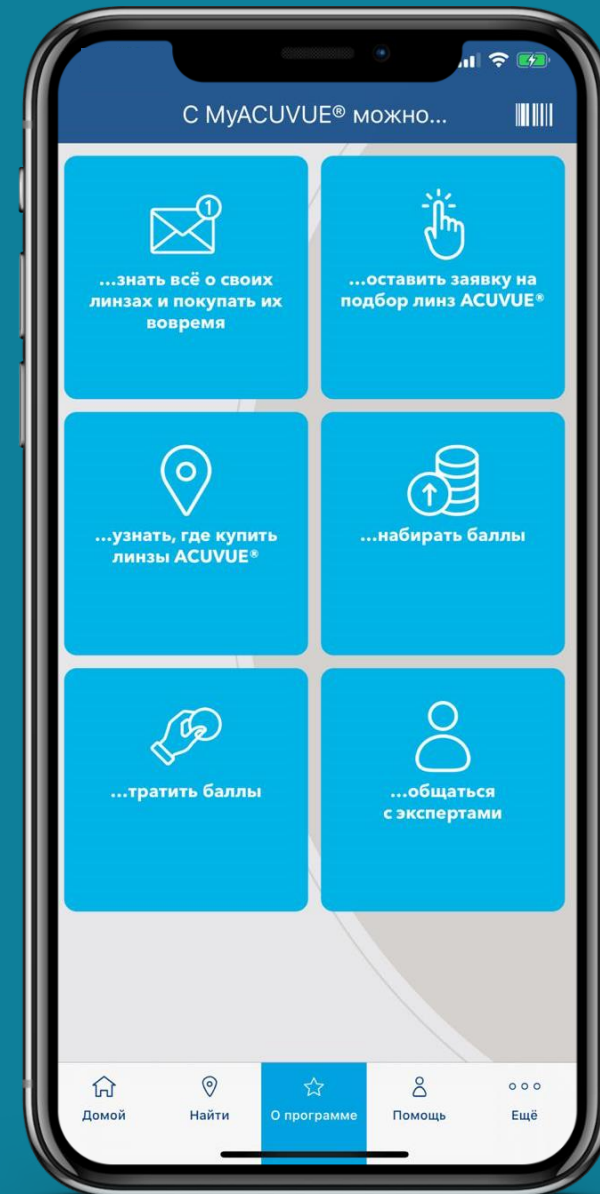 С MyACUVUE® можно...
1
...знать всё о своих
линзах и покупать их
вовремя
...оставить заявку на
подбор линз ACUVUE®
...узнать, где купить
линзы ACUVUE®
...набирать баллы
...тратить баллы
...общаться
с экспертами
Домой
Найти
О программе
Помощь
Ещё